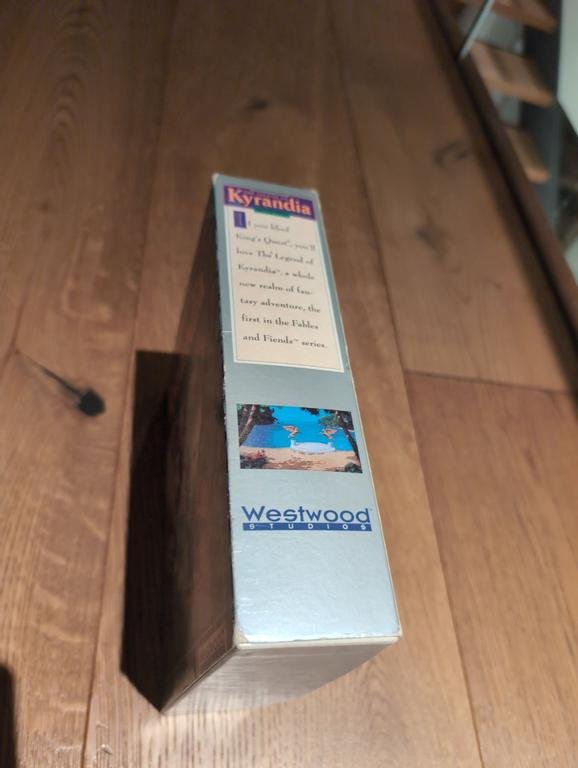 Kyrandia
If you liked
King's Quest®, you'll
love The Legend of
Kyrandia™, a whole
new realm of fan-
tasy adventure, the
first in the Fables
and Fiends™ series.
Westwood
STUDIOS